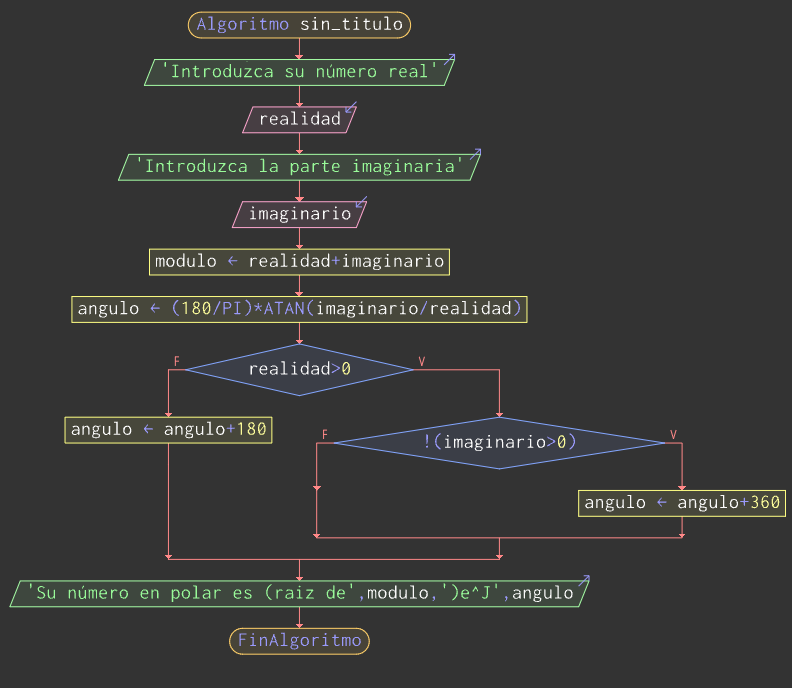 Algoritmo sin_titulo
'Introduzca su número real'
realidad
'Introduzca la parte imaginaria'
imaginario
modulo ← realidad+imaginario
angulo ← (180/PI)*ATAN(imaginario/realidad)
F
realidad>0
V
angulo ← angulo+180
F
!(imaginario>0)
V
angulo ← angulo+360
'Su número en polar es (raiz de',modulo,')e^J',angulo
FinAlgoritmo